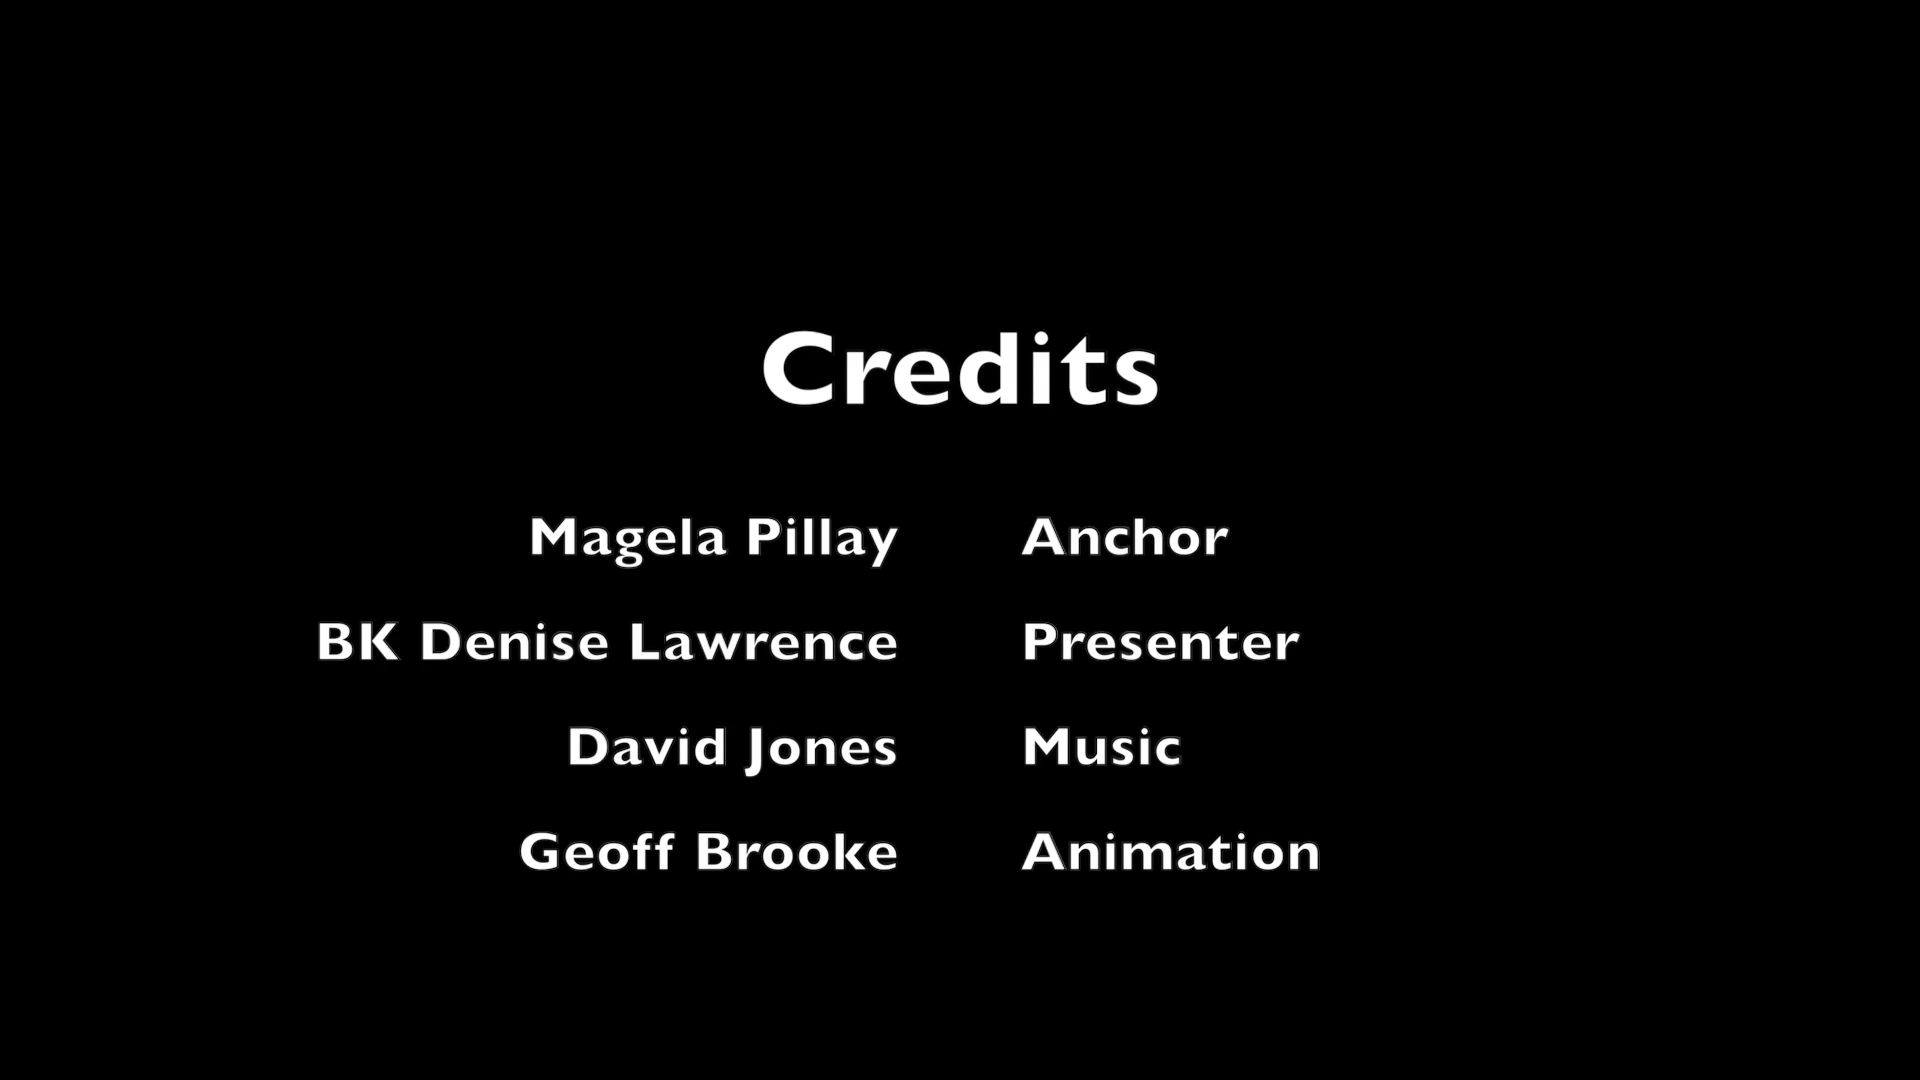 Credits
Magela Pillay Anchor
BK Denise Lawrence Presenter
David Jones Music
Geoff Brooke Animation